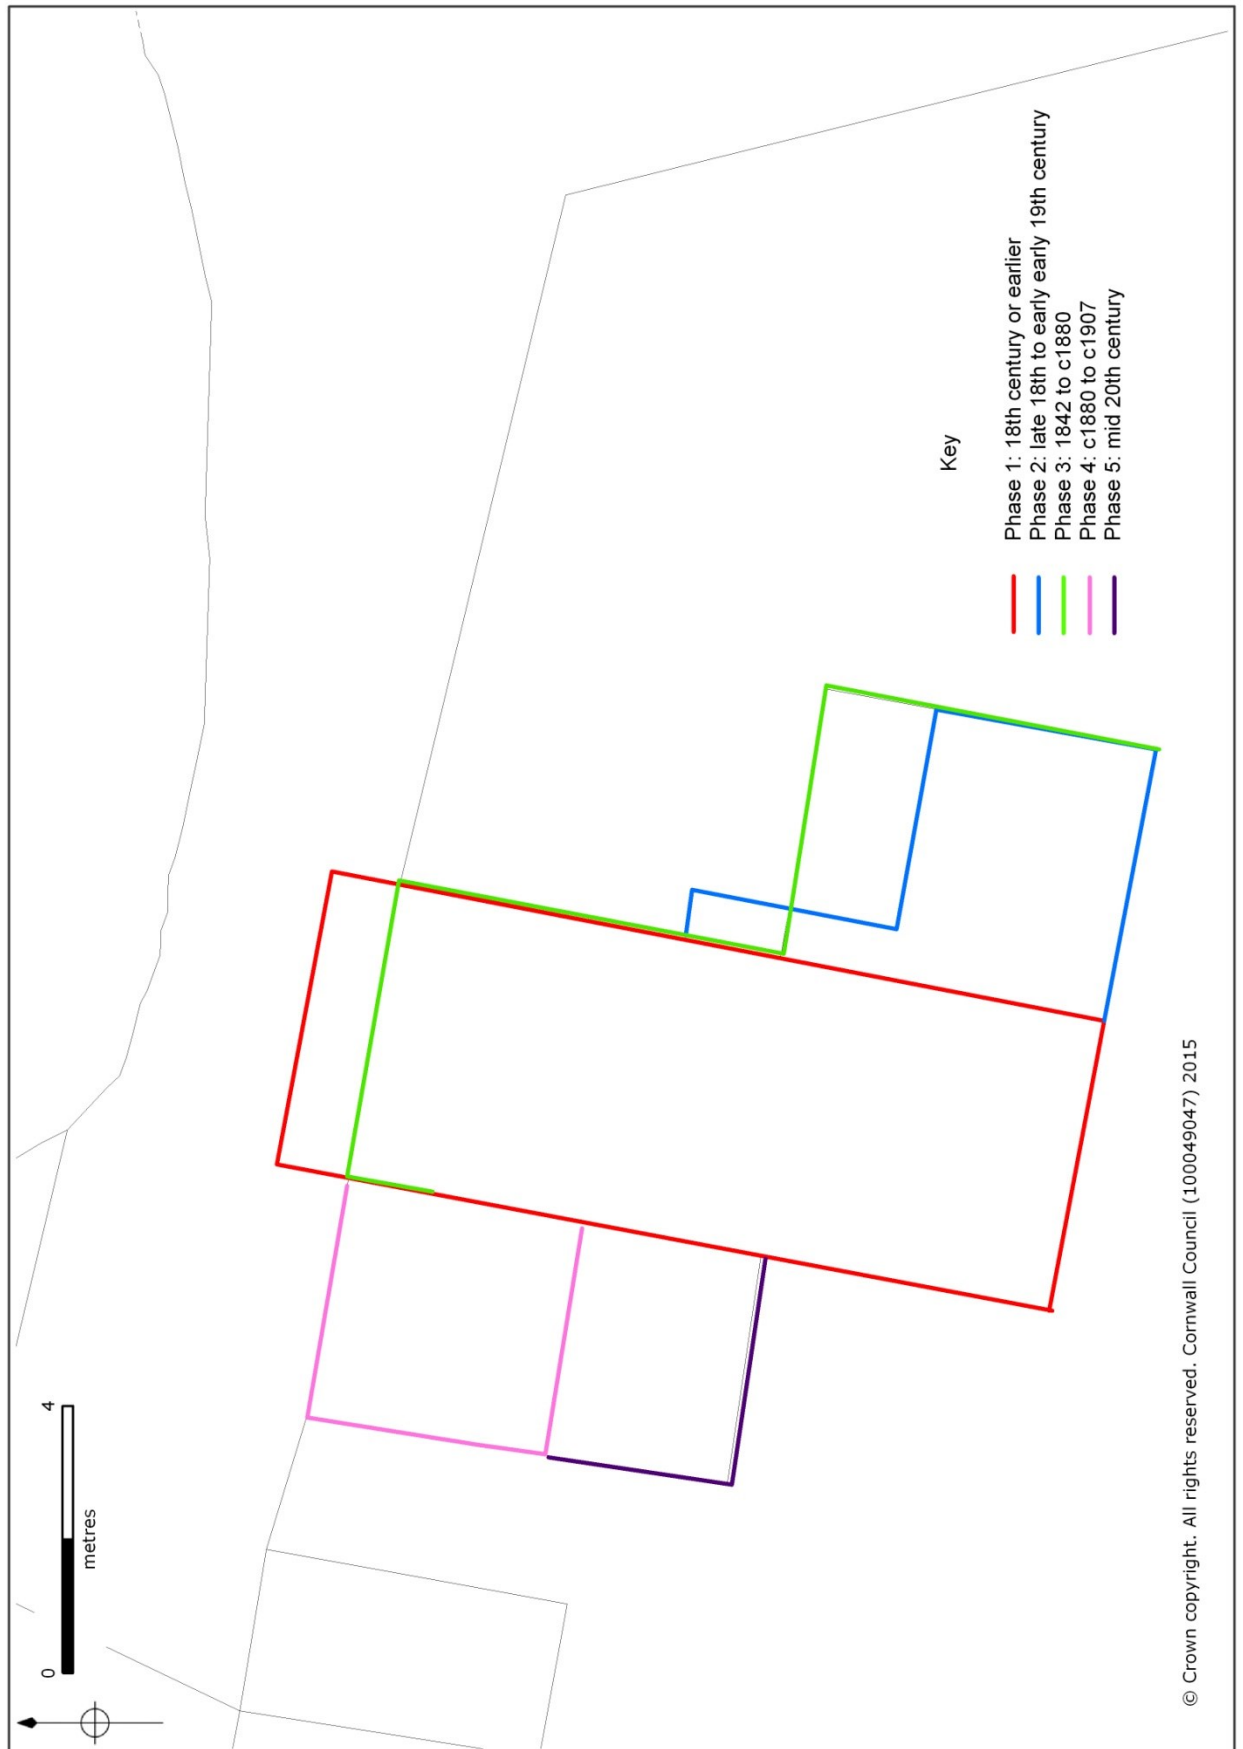 0 4
metres
Key
Phase 1: 18th century or earlier
Phase 2: late 18th to early early 19th century
Phase 3: 1842 to c1880
Phase 4: c1880 to c1907
Phase 5: mid 20th century
© Crown copyright. All rights reserved. Cornwall Council (100049047) 2015